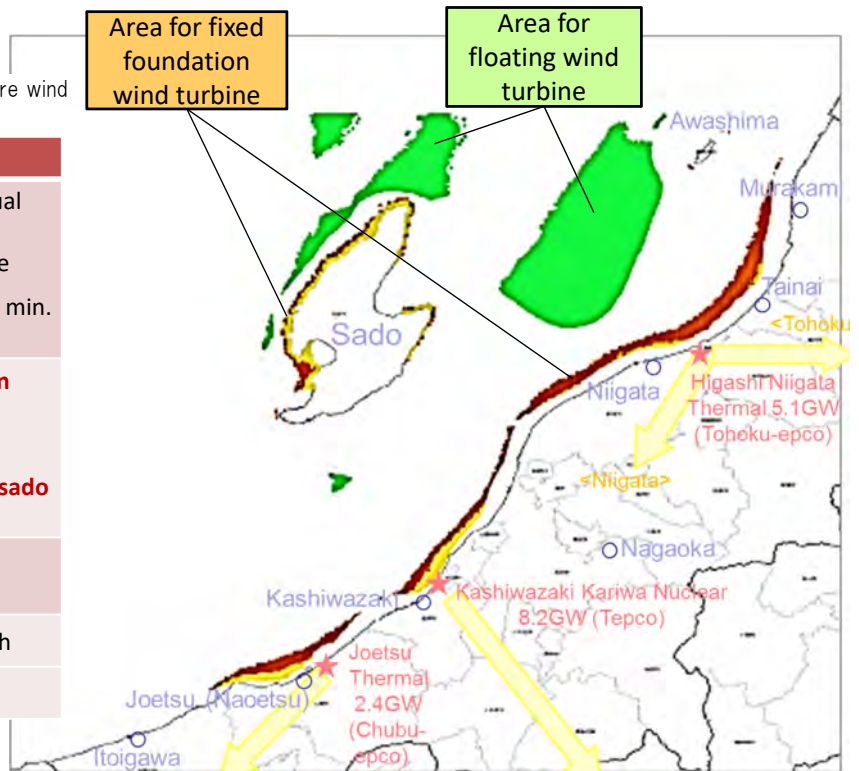 re wind
ual
e
min.
n
sado
h
Area for fixed
foundation
wind turbine
Area for
floating wind
turbine
Awashima
Murakami
Tainai
<Tohoku
Sado
Niigata
Higashi Niigata
Thermal 5.1GW
(Tohoku-epco)
<Niigata>
Nagaoka
Kashiwazaki
Kashiwazaki Kariwa Nuclear
8.2GW (Tepco)
Joetsu
Thermal
2.4GW
(Chubu-
epco)
Joetsu (Naoetsu)
Itoigawa